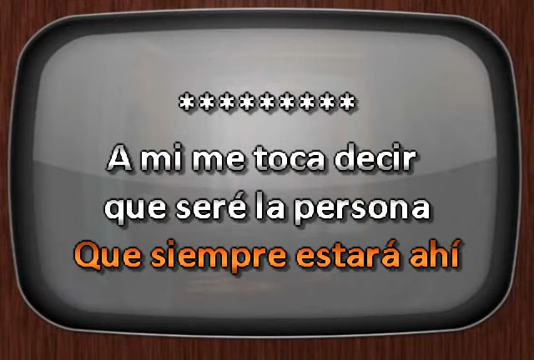 *********
A mi me toca decir
que seré la persona
Que siempre estará ahí